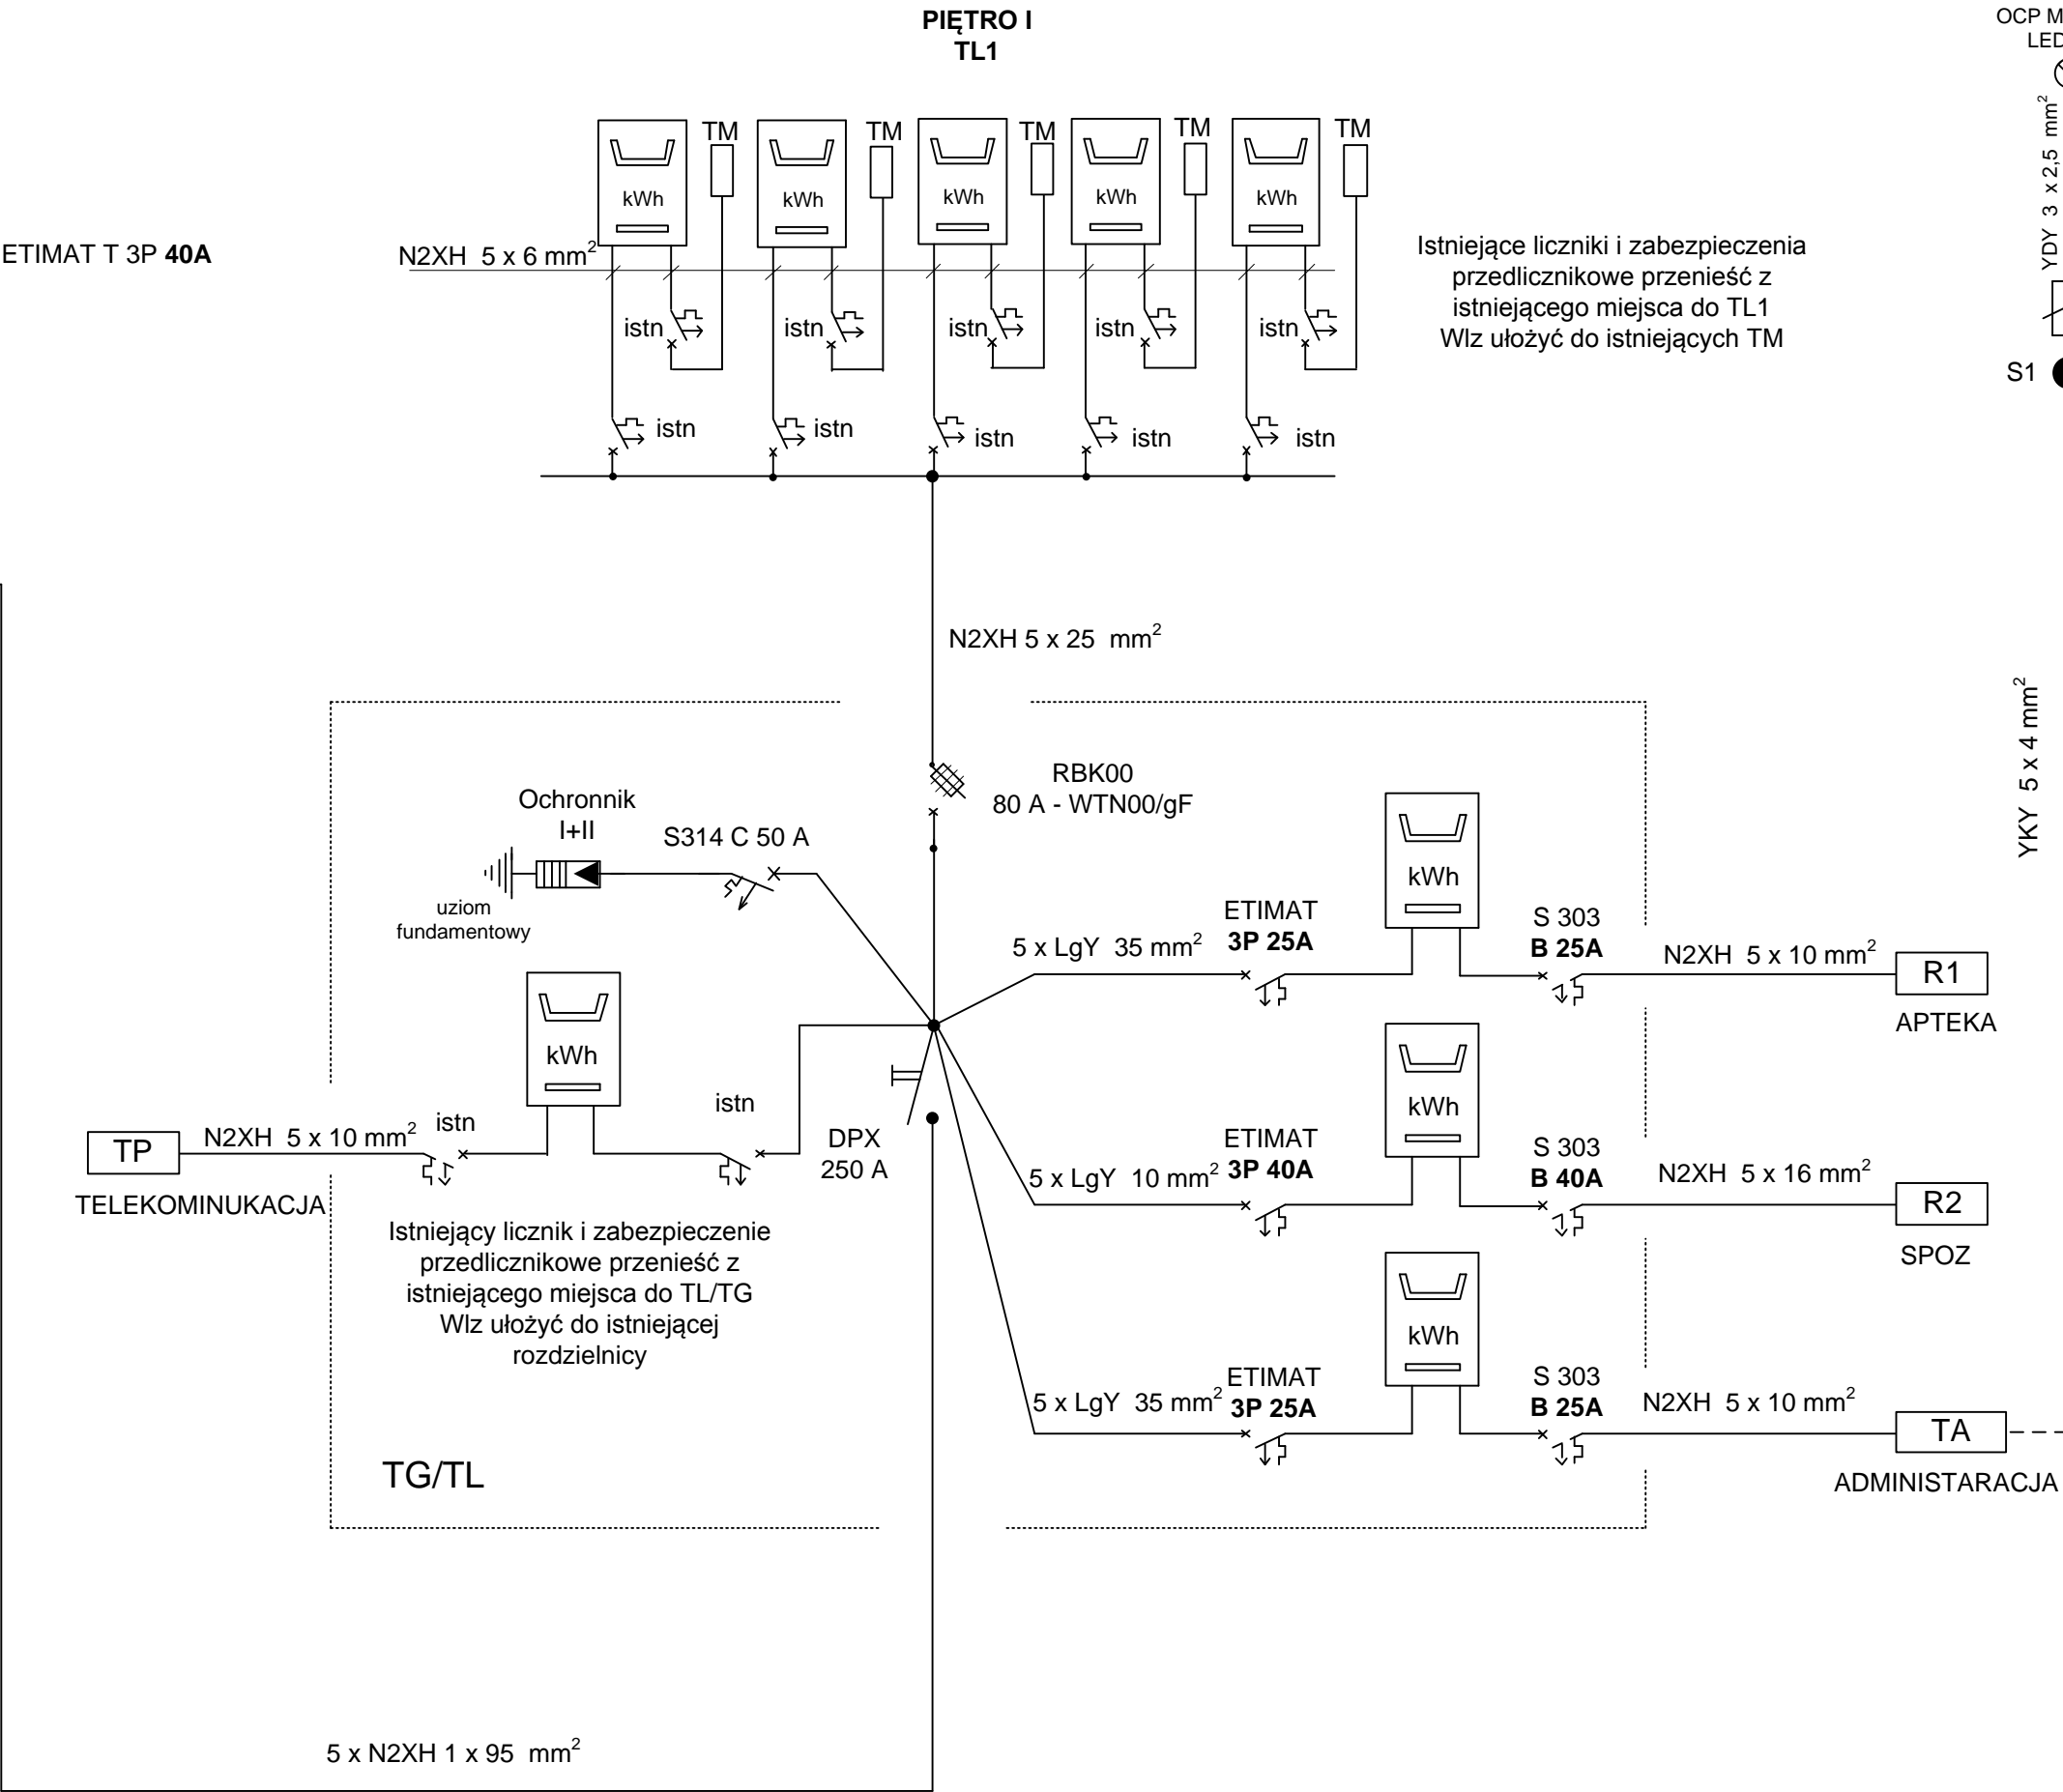 PIĘTRO I
TL1
OCP M
LED
YDY 3 x 2,5 mm²
S1
TM
TM
TM
TM
TM
kWh
kWh
kWh
kWh
kWh
ETIMAT T 3P 40A
N2XH 5 x 6 mm²
Istniejące liczniki i zabezpieczenia
przedlicznikowe przenieść z
istniejącego miejsca do TL1
Wlz ułożyć do istniejących TM
istn
istn
istn
istn
istn
istn
istn
istn
istn
istn
N2XH 5 x 25 mm²
YKY 5 x 4 mm²
RBK00
80 A - WTN00/gF
Ochronnik
I+II
S314 C 50 A
uziom
fundamentowy
kWh
ETIMAT
3P 25A
S 303
B 25A
5 x LgY 35 mm²
N2XH 5 x 10 mm²
R1
APTEKA
kWh
istn
istn
N2XH 5 x 10 mm²
TP
TELEKOMINUKACJA
DPX
250 A
kWh
ETIMAT
3P 40A
S 303
B 40A
5 x LgY 10 mm²
N2XH 5 x 16 mm²
R2
SPOZ
Istniejący licznik i zabezpieczenie
przedlicznikowe przenieść z
istniejącego miejsca do TL/TG
Wlz ułożyć do istniejącej
rozdzielnicy
kWh
ETIMAT
3P 25A
S 303
B 25A
5 x LgY 35 mm²
N2XH 5 x 10 mm²
TA
ADMINISTARACJA
TG/TL
5 x N2XH 1 x 95 mm²